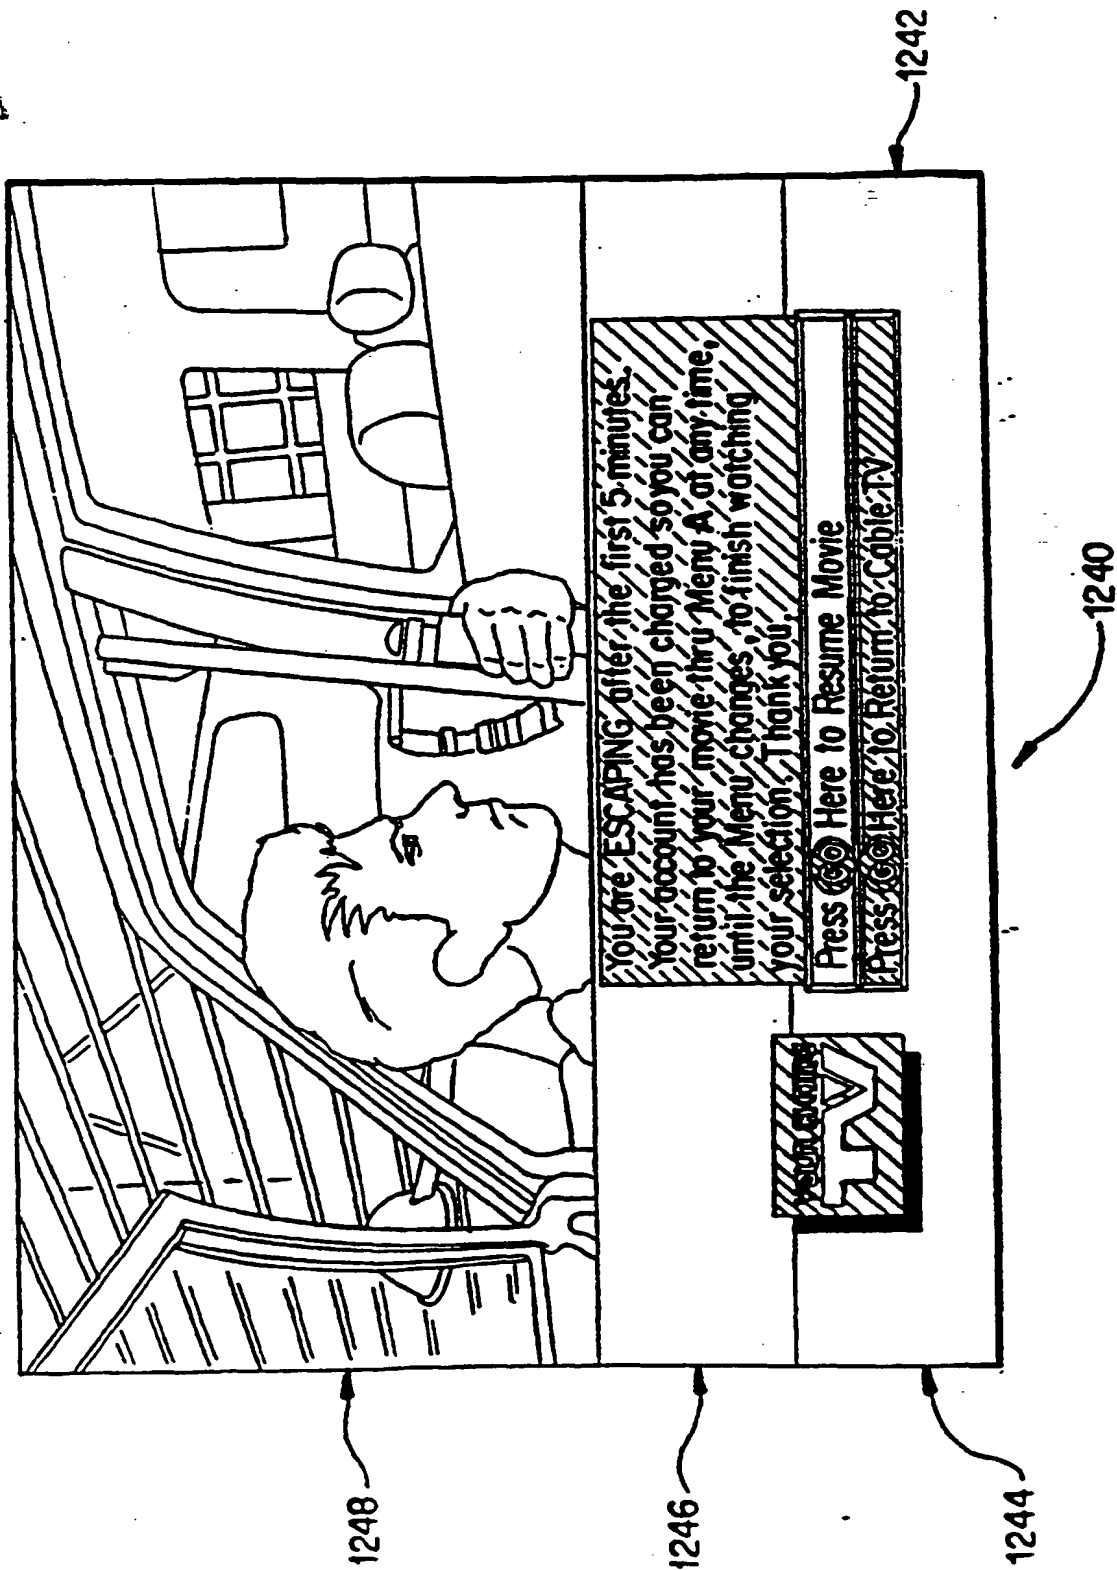 1242
You are ESCAPING after the first 5 minutes.
Your account has been charged so you can
return to your movie thru Menu A at any time,
until the Menu changes, to finish watching
your selection. Thank you.
Press GO Here to Resume Movie
Press GO Here to Return to Cable TV
TV
1248
1246
1244
1240